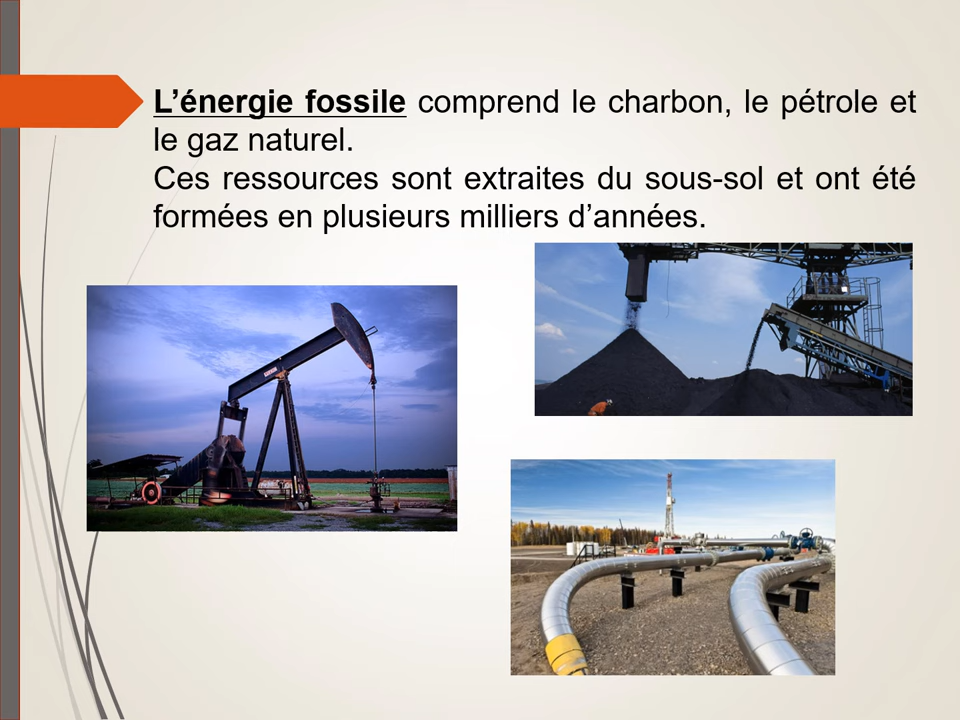 L’énergie fossile comprend le charbon, le pétrole et
le gaz naturel.
Ces ressources sont extraites du sous-sol et ont été
formées en plusieurs milliers d’années.